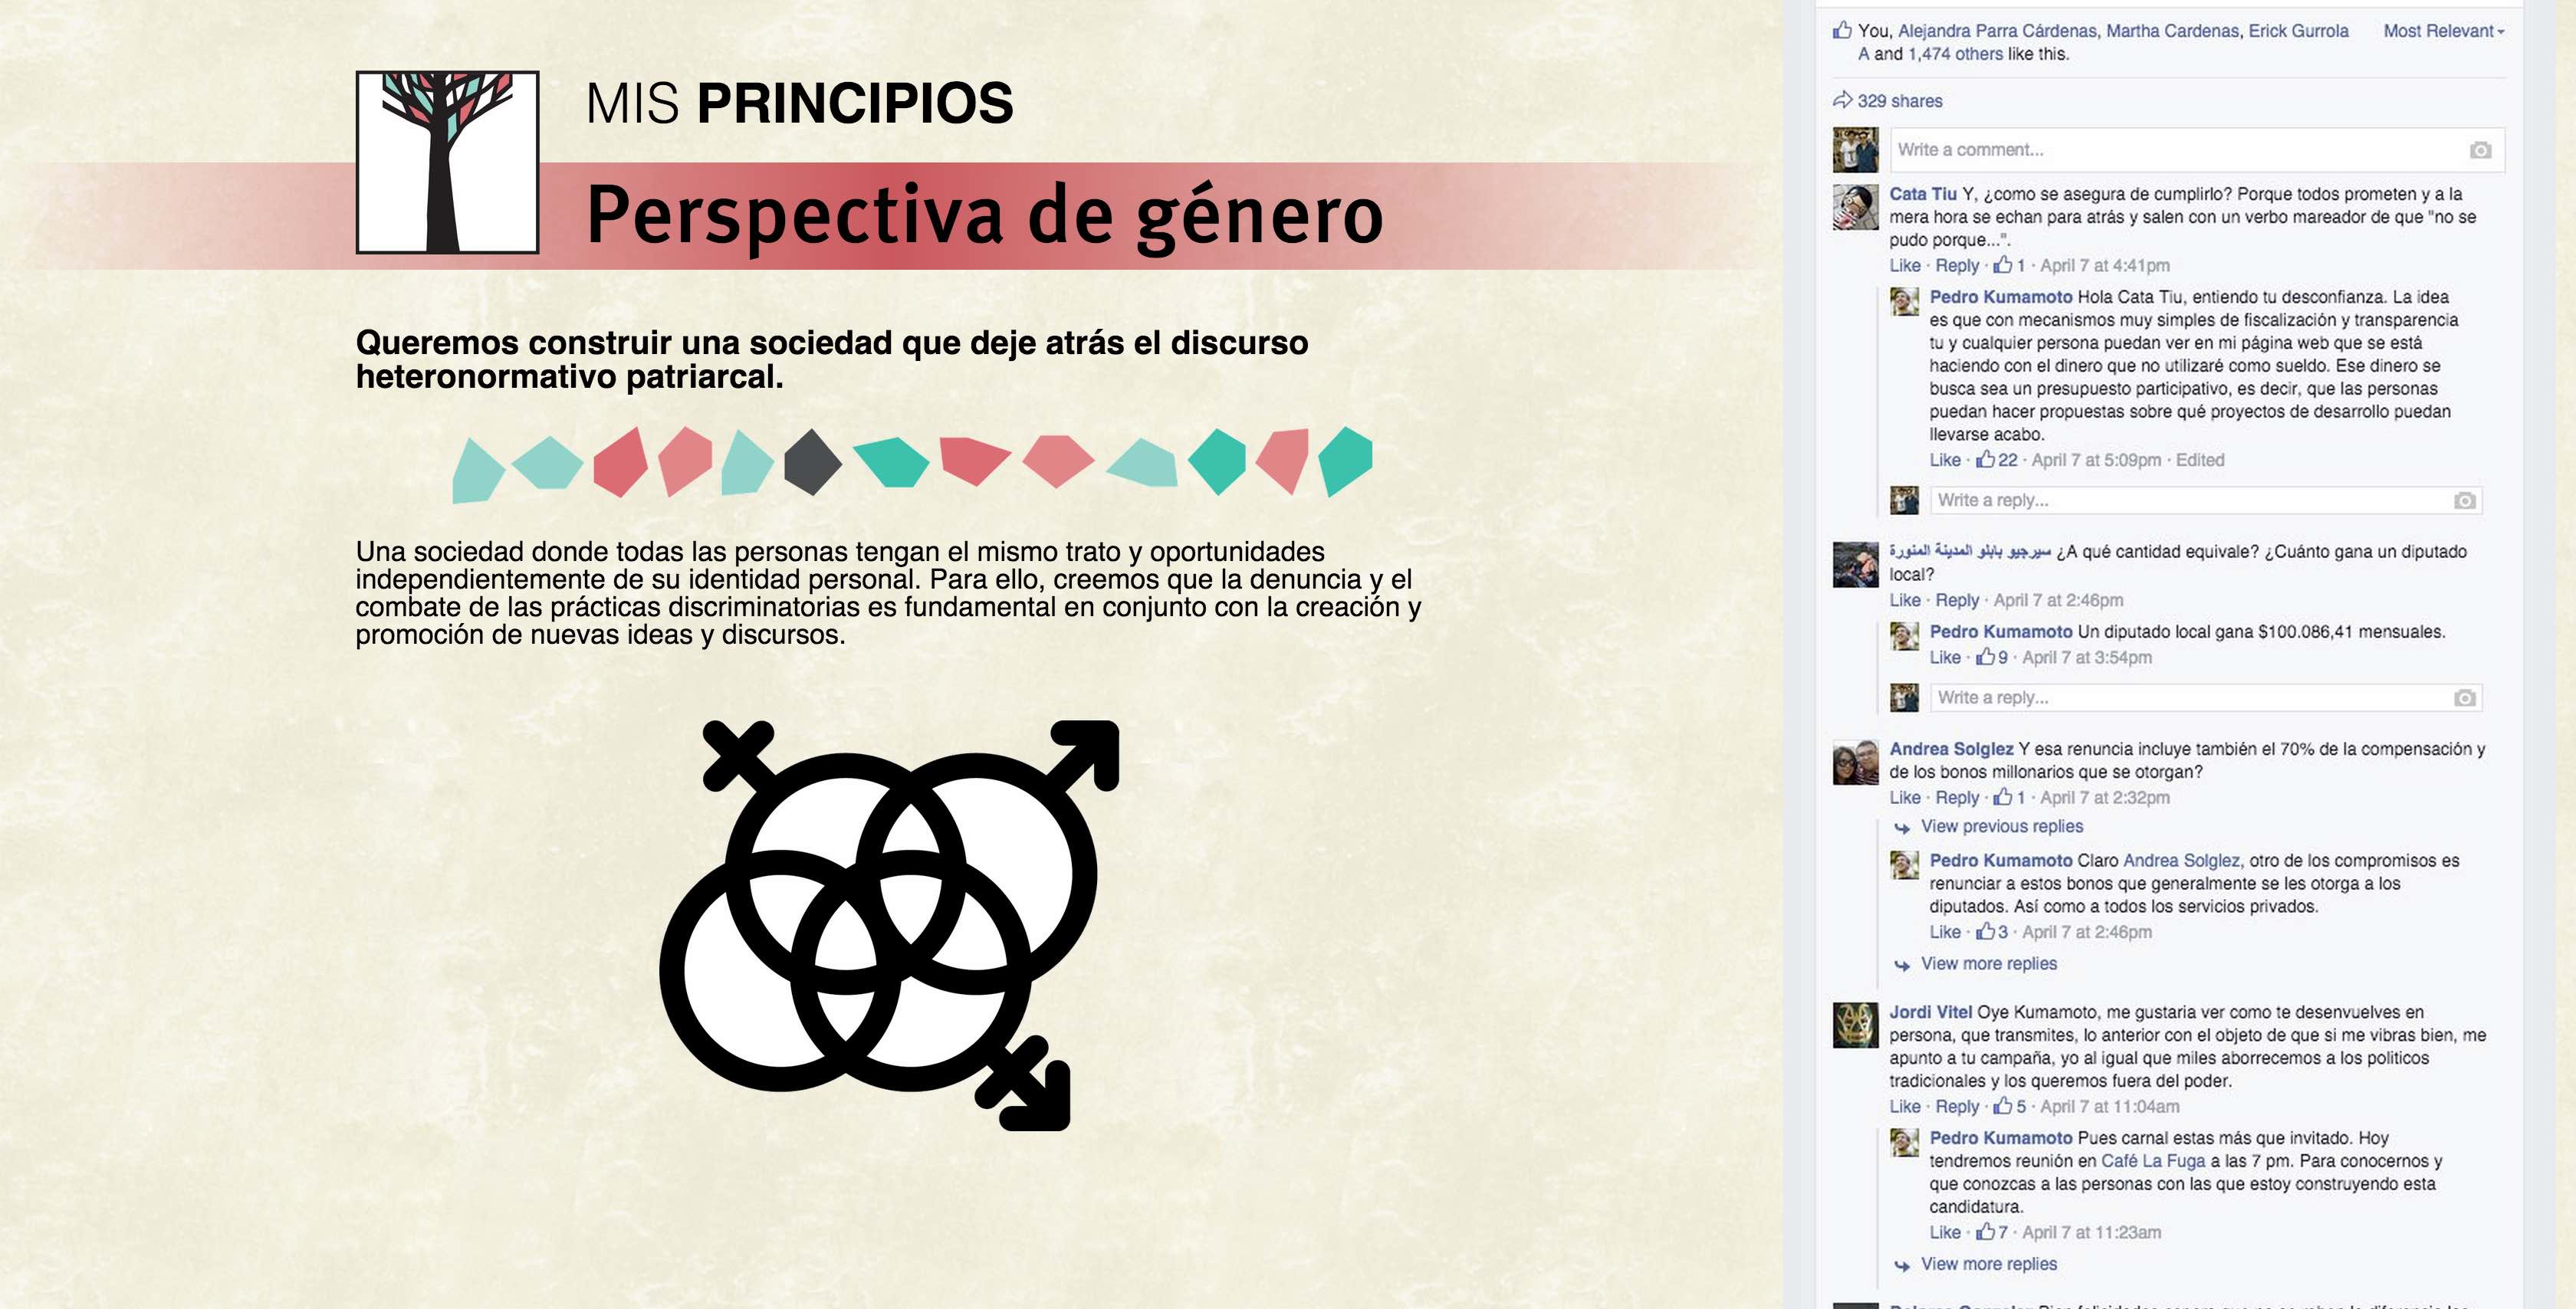 MIS PRINCIPIOS
Perspectiva de género
Queremos construir una sociedad que deje atrás el discurso
heteronormativo patriarcal.
Una sociedad donde todas las personas tengan el mismo trato y oportunidades
independientemente de su identidad personal. Para ello, creemos que la denuncia y el
combate de las prácticas discriminatorias es fundamental en conjunto con la creación y
promoción de nuevas ideas y discursos.
You, Alejandra Parra Cárdenas, Martha Cardenas, Erick Gurrola
A and 1,474 others like this.
Most Relevant
329 shares
Write a comment...
Cata Tiu Y, ¿como se asegura de cumplirlo? Porque todos prometen y a la
mera hora se echan para atrás y salen con un verbo mareador de que "no se
pudo porque...".
Like · Reply · 1 · April 7 at 4:41pm
Pedro Kumamoto Hola Cata Tiu, entiendo tu desconfianza. La idea
es que con mecanismos muy simples de fiscalización y transparencia
tu y cualquier persona puedan ver en mi página web que se está
haciendo con el dinero que no utilizaré como sueldo. Ese dinero se
busca sea un presupuesto participativo, es decir, que las personas
puedan hacer propuestas sobre qué proyectos de desarrollo puedan
llevarse acabo.
Like · 22 · April 7 at 5:09pm · Edited
Write a reply...
سيرجيو بابلو المدينة المنورة ¿A qué cantidad equivale? ¿Cuánto gana un diputado
local?
Like · Reply · April 7 at 2:46pm
Pedro Kumamoto Un diputado local gana $100.086,41 mensuales.
Like · 9 · April 7 at 3:54pm
Write a reply...
Andrea Solglez Y esa renuncia incluye también el 70% de la compensación y
de los bonos millonarios que se otorgan?
Like · Reply · 1 · April 7 at 2:32pm
View previous replies
Pedro Kumamoto Claro Andrea Solglez, otro de los compromisos es
renunciar a estos bonos que generalmente se les otorga a los
diputados. Así como a todos los servicios privados.
Like · 3 · April 7 at 2:46pm
View more replies
Jordi Vitel Oye Kumamoto, me gustaria ver como te desenvuelves en
persona, que transmites, lo anterior con el objeto de que si me vibras bien, me
apunto a tu campaña, yo al igual que miles aborrecemos a los politicos
tradicionales y los queremos fuera del poder.
Like · Reply · 5 · April 7 at 11:04am
Pedro Kumamoto Pues carnal estas más que invitado. Hoy
tendremos reunión en Café La Fuga a las 7 pm. Para conocernos y
que conozcas a las personas con las que estoy construyendo esta
candidatura.
Like · 7 · April 7 at 11:23am
View more replies